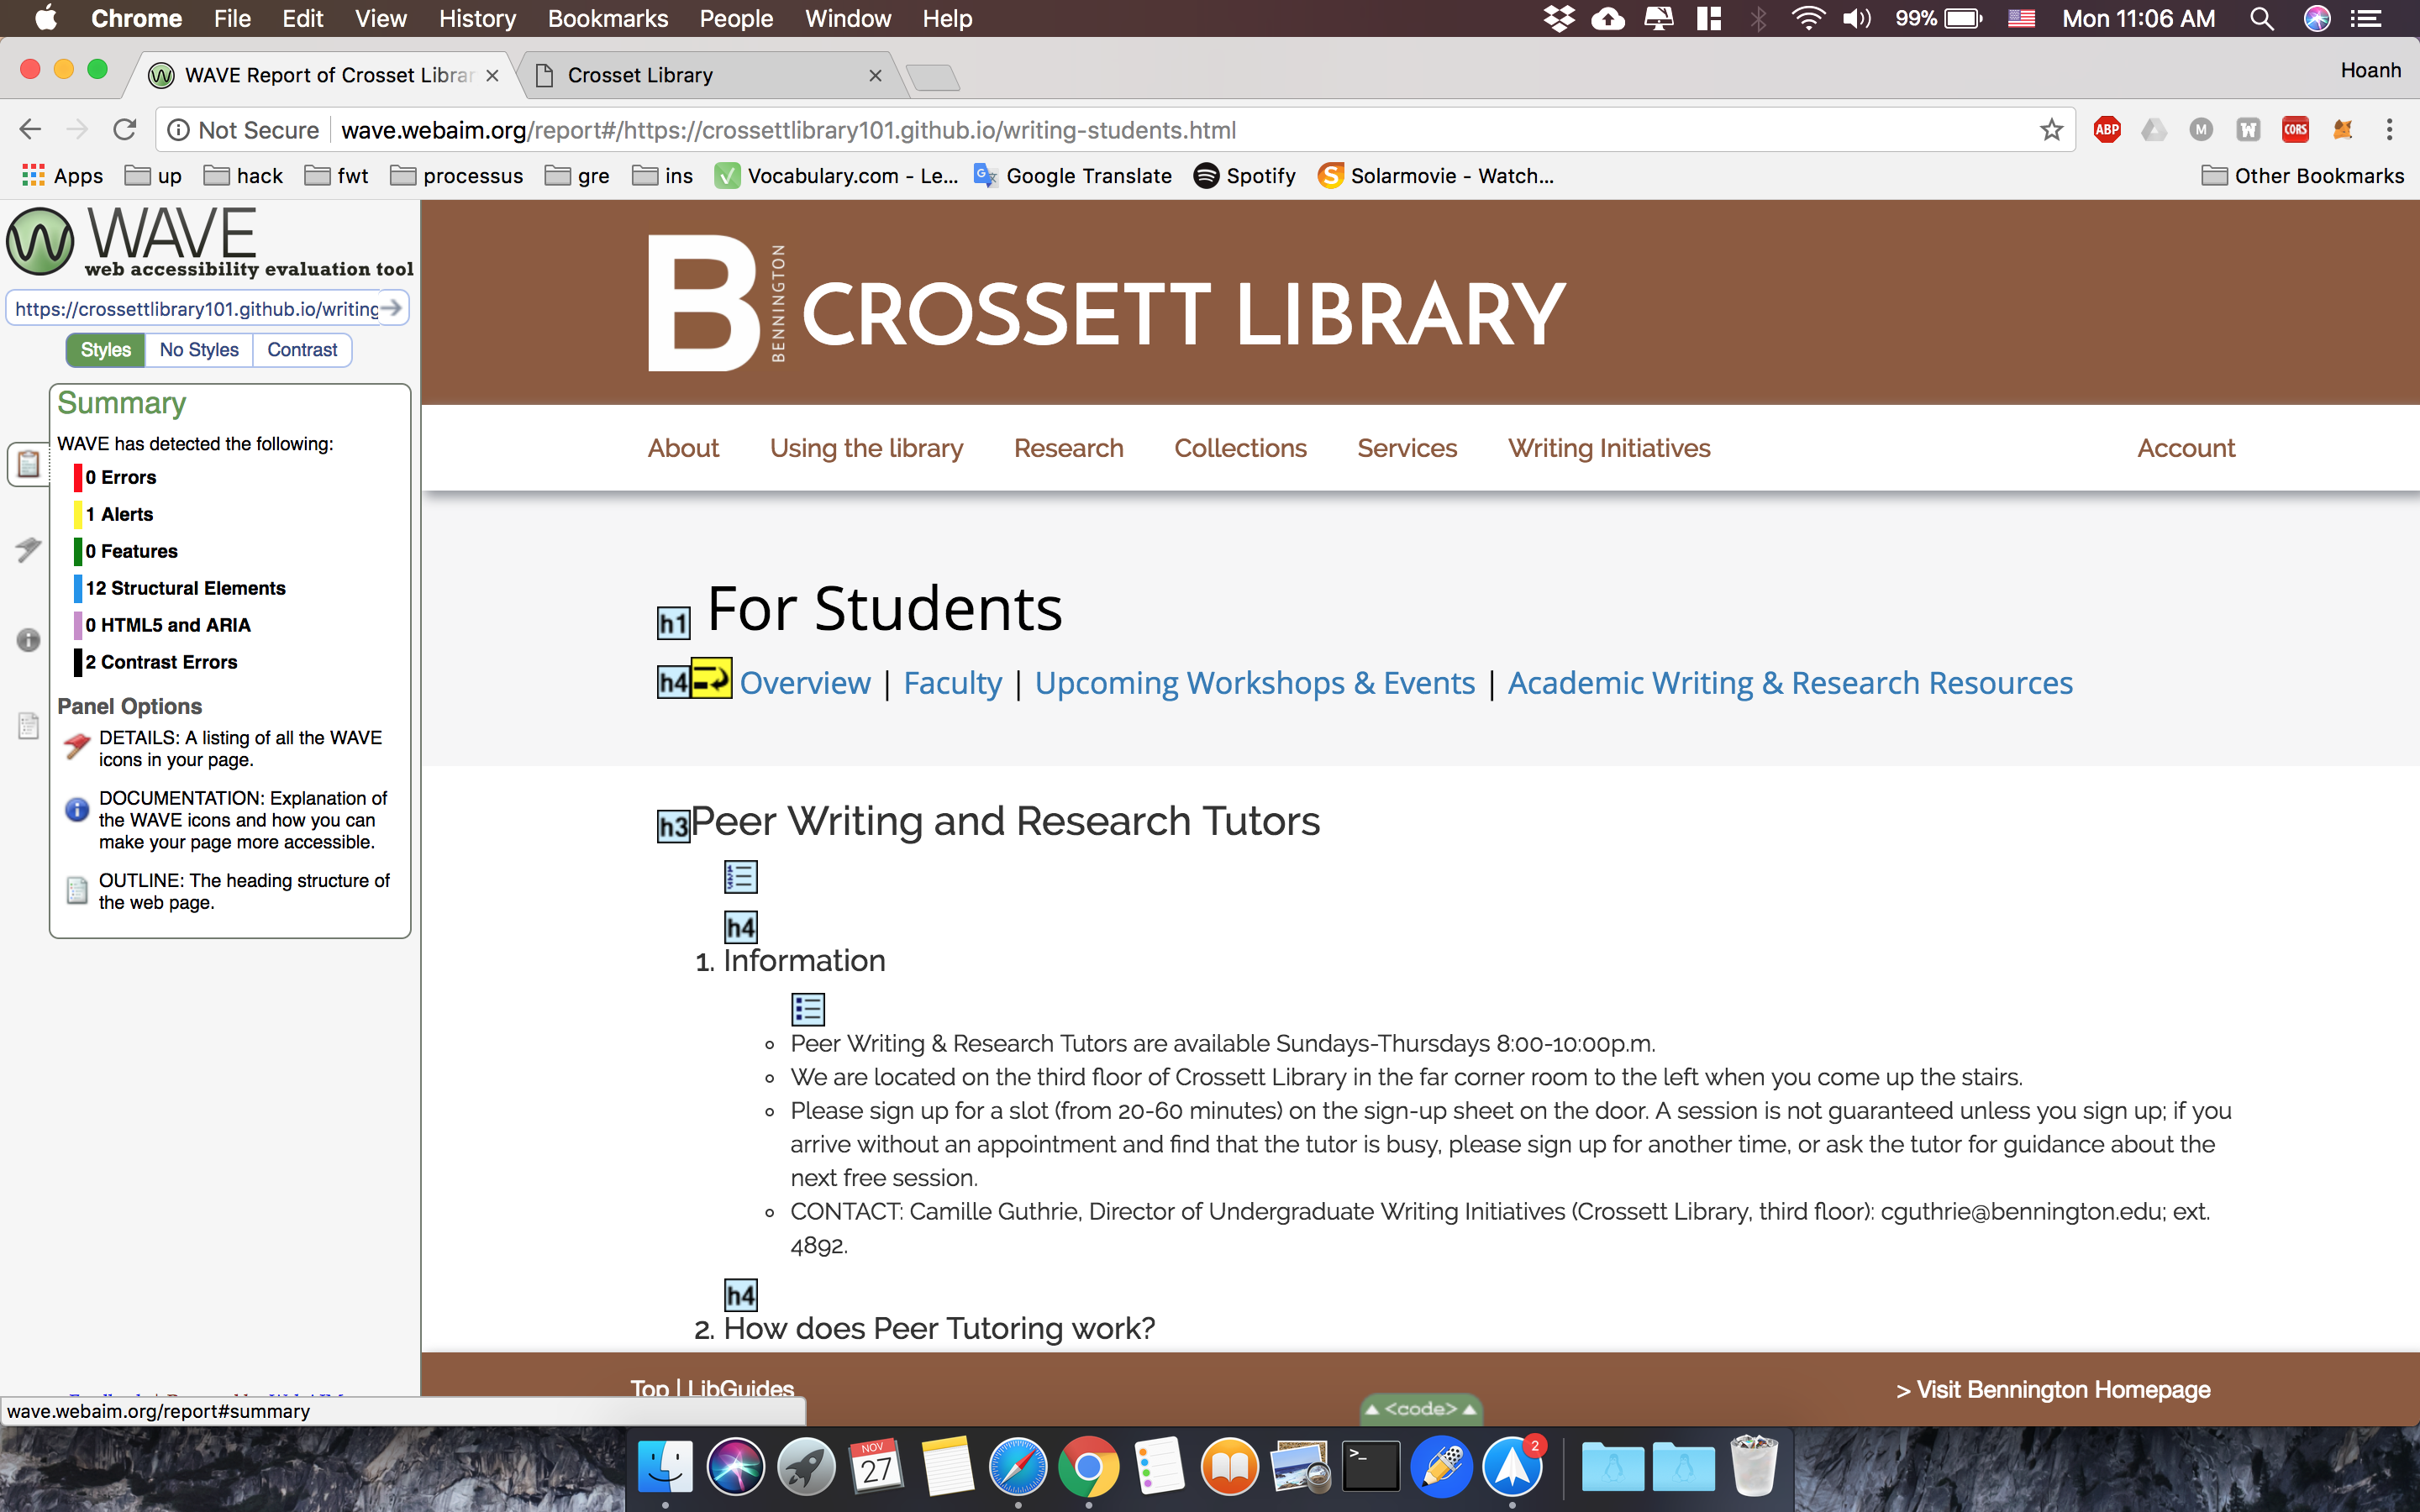 Chrome File Edit View History Bookmarks People Window Help 99% Mon 11:06 AM
WAVE Report of Crosset Librar Crosset Library Hoanh
Not Secure wave.webaim.org/report#/https://crossettlibrary101.github.io/writing-students.html ABP M W CORS
Apps up hack fwt processus gre ins Vocabulary.com - Le... Google Translate Spotify Solarmovie - Watch... Other Bookmarks
WAVE
web accessibility evaluation tool
https://crossettlibrary101.github.io/writing
Styles No Styles Contrast
Summary
WAVE has detected the following:
0 Errors
1 Alerts
0 Features
12 Structural Elements
0 HTML5 and ARIA
2 Contrast Errors
Panel Options
DETAILS: A listing of all the WAVE
icons in your page.
DOCUMENTATION: Explanation of
the WAVE icons and how you can
make your page more accessible.
OUTLINE: The heading structure of
the web page.
wave.webaim.org/report#summary
B BENNINGTON CROSSETT LIBRARY
About Using the library Research Collections Services Writing Initiatives Account
h1 For Students
h4 Overview | Faculty | Upcoming Workshops & Events | Academic Writing & Research Resources
h3 Peer Writing and Research Tutors
h4
1. Information
Peer Writing & Research Tutors are available Sundays-Thursdays 8:00-10:00p.m.
We are located on the third floor of Crossett Library in the far corner room to the left when you come up the stairs.
Please sign up for a slot (from 20-60 minutes) on the sign-up sheet on the door. A session is not guaranteed unless you sign up; if you
arrive without an appointment and find that the tutor is busy, please sign up for another time, or ask the tutor for guidance about the
next free session.
CONTACT: Camille Guthrie, Director of Undergraduate Writing Initiatives (Crossett Library, third floor): cguthrie@bennington.edu; ext.
4892.
h4
2. How does Peer Tutoring work?
Top | LibGuides > Visit Bennington Homepage
<code>
NOV
27
2